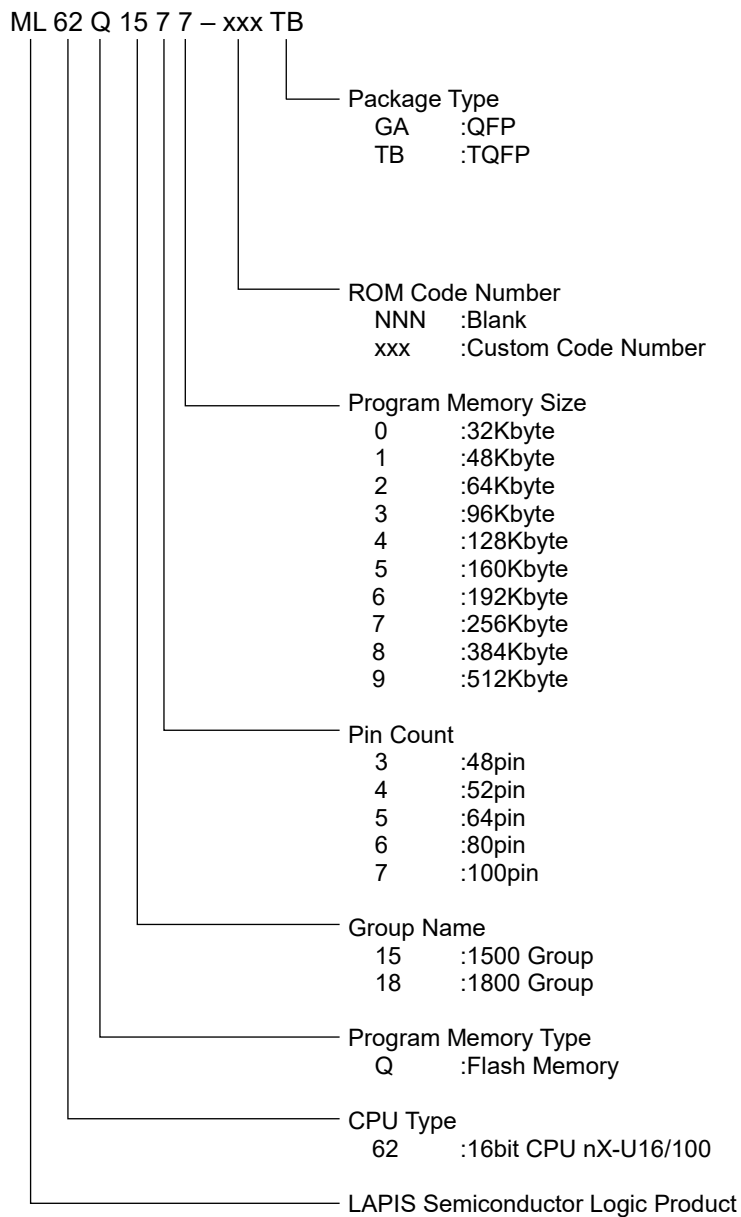 ML 62 Q 15 7 7 – xxx TB
Package Type
GA :QFP
TB :TQFP
ROM Code Number
NNN :Blank
xxx :Custom Code Number
Program Memory Size
0 :32Kbyte
1 :48Kbyte
2 :64Kbyte
3 :96Kbyte
4 :128Kbyte
5 :160Kbyte
6 :192Kbyte
7 :256Kbyte
8 :384Kbyte
9 :512Kbyte
Pin Count
3 :48pin
4 :52pin
5 :64pin
6 :80pin
7 :100pin
Group Name
15 :1500 Group
18 :1800 Group
Program Memory Type
Q :Flash Memory
CPU Type
62 :16bit CPU nX-U16/100
LAPIS Semiconductor Logic Product